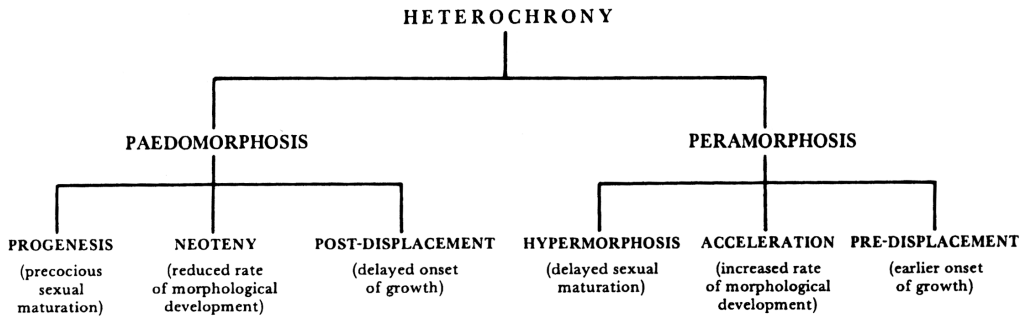 HETEROCHRONY
PAEDOMORPHOSIS
PERAMORPHOSIS
PROGENESIS
(precocious
sexual
maturation)
NEOTENY
(reduced rate
of morphological
development)
POST-DISPLACEMENT
(delayed onset
of growth)
HYPERMORPHOSIS
(delayed sexual
maturation)
ACCELERATION
(increased rate
of morphological
development)
PRE-DISPLACEMENT
(earlier onset
of growth)